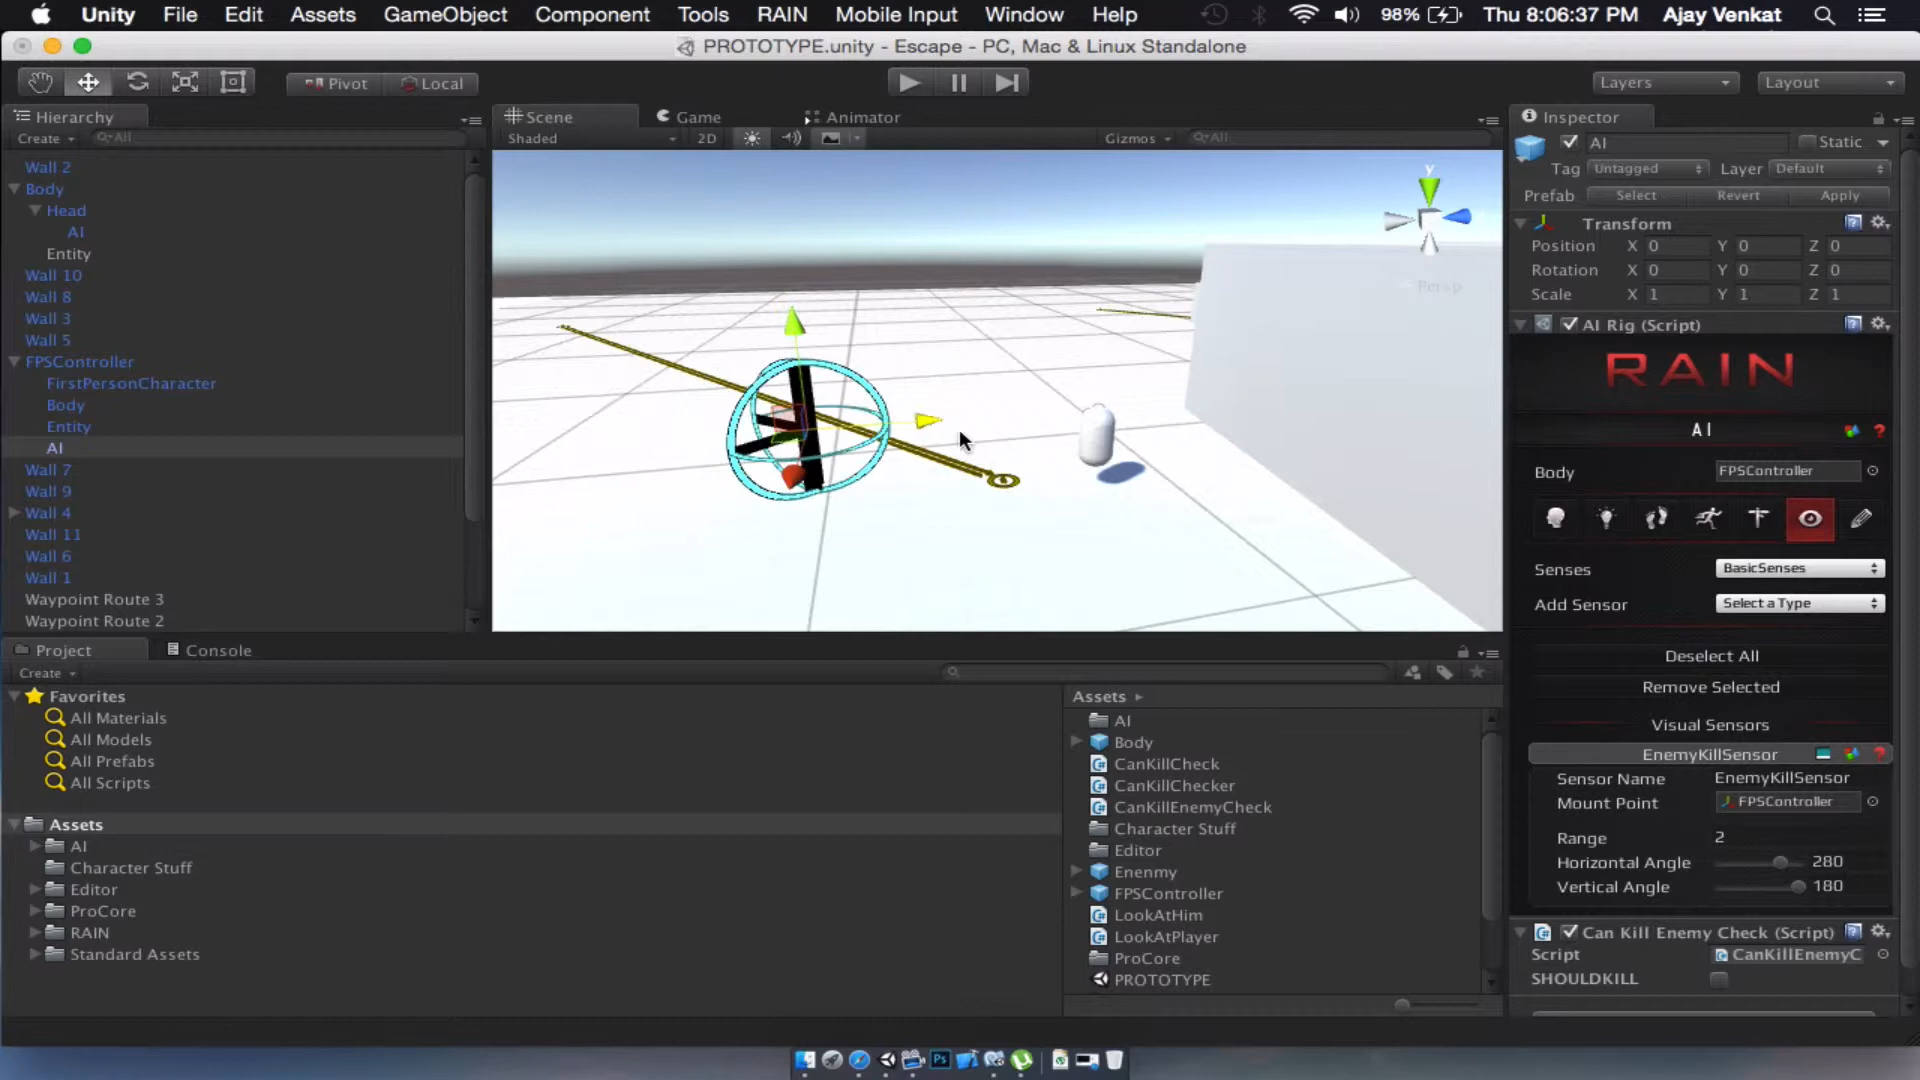 Unity File Edit Assets GameObject Component Tools RAIN Mobile Input Window Help 98% Thu 8:06:37 PM Ajay Venkat
PROTOTYPE.unity - Escape - PC, Mac & Linux Standalone
Pivot Local Layers Layout
Hierarchy
Create All
Wall 2
Body
Head
AI
Entity
Wall 10
Wall 8
Wall 3
Wall 5
FPSController
FirstPersonCharacter
Body
Entity
AI
Wall 7
Wall 9
Wall 4
Wall 11
Wall 6
Wall 1
Waypoint Route 3
Waypoint Route 2
Scene Game Animator
Shaded 2D Gizmos All
y
Persp
Project Console
Create
Favorites
All Materials
All Models
All Prefabs
All Scripts
Assets
AI
Character Stuff
Editor
ProCore
RAIN
Standard Assets
Assets
AI
Body
CanKillCheck
CanKillChecker
CanKillEnemyCheck
Character Stuff
Editor
Enenmy
FPSController
LookAtHim
LookAtPlayer
ProCore
PROTOTYPE
Inspector
AI Static
Tag Untagged Layer Default
Prefab Select Revert Apply
Transform
Position X 0 Y 0 Z 0
Rotation X 0 Y 0 Z 0
Scale X 1 Y 1 Z 1
AI Rig (Script)
RAIN
AI
Body FPSController
Senses BasicSenses
Add Sensor Select a Type
Deselect All
Remove Selected
Visual Sensors
EnemyKillSensor
Sensor Name EnemyKillSensor
Mount Point FPSController
Range 2
Horizontal Angle 280
Vertical Angle 180
Can Kill Enemy Check (Script)
Script CanKillEnemyC
SHOULDKILL
Ps